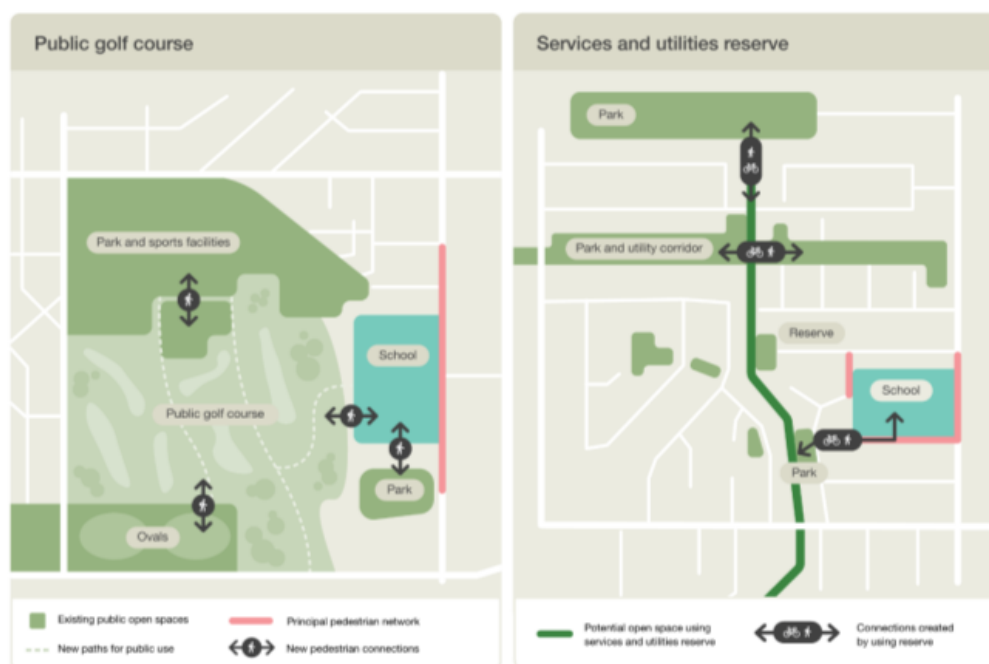 Public golf course
Park and sports facilities
School
Public golf course
Park
Ovals
Existing public open spaces
Principal pedestrian network
New paths for public use
New pedestrian connections
Services and utilities reserve
Park
Park and utility corridor
Reserve
School
Park
Potential open space using
services and utilities reserve
Connections created
by using reserve